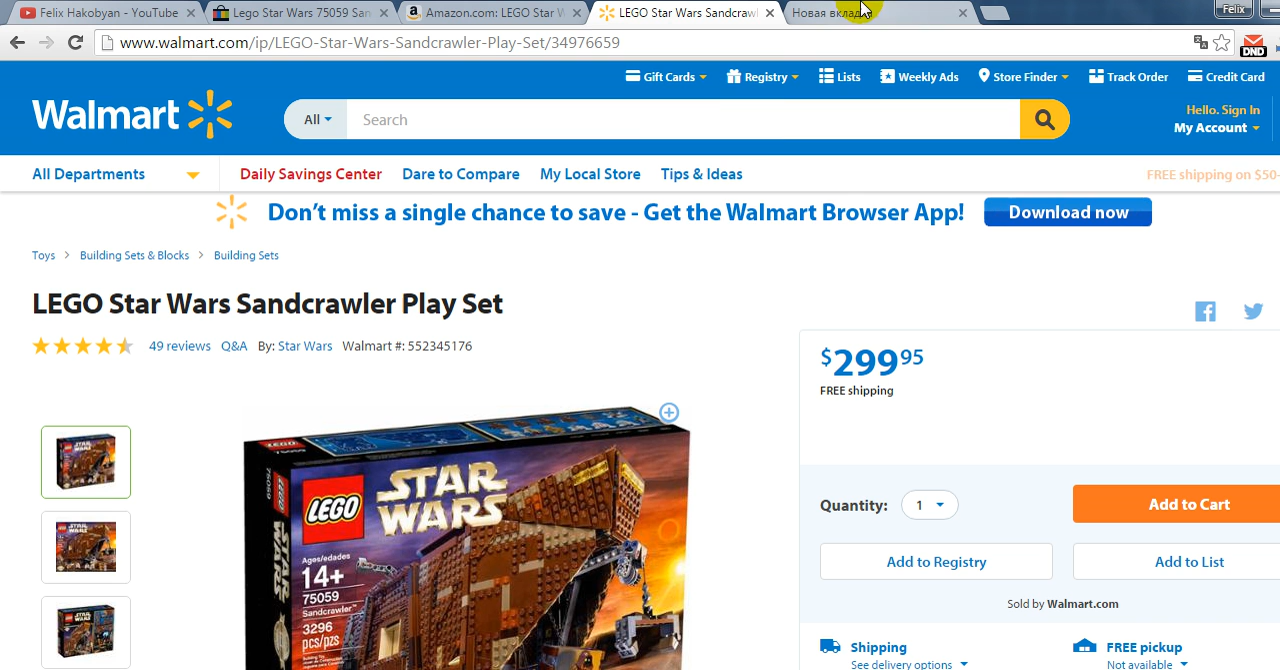 Felix Hakobyan - YouTube
Lego Star Wars 75059 San
Amazon.com: LEGO Star W
LEGO Star Wars Sandcrawl
Новая вкладка
Felix
www.walmart.com/ip/LEGO-Star-Wars-Sandcrawler-Play-Set/34976659
DND
Gift Cards
Registry
Lists
Weekly Ads
Store Finder
Track Order
Credit Card
Walmart
All
Search
Hello. Sign In
My Account
All Departments
Daily Savings Center
Dare to Compare
My Local Store
Tips & Ideas
FREE shipping on $50
Don't miss a single chance to save - Get the Walmart Browser App!
Download now
Toys > Building Sets & Blocks > Building Sets
LEGO Star Wars Sandcrawler Play Set
49 reviews Q&A By: Star Wars Walmart #: 552345176
$299.95
FREE shipping
Quantity: 1
Add to Cart
Add to Registry
Add to List
Sold by Walmart.com
Shipping
See delivery options
FREE pickup
Not available
LEGO
75059
STAR WARS
LEGO
STAR
WARS
Ages/edades
14+
75059
Sandcrawler™
3296
pcs/pzs